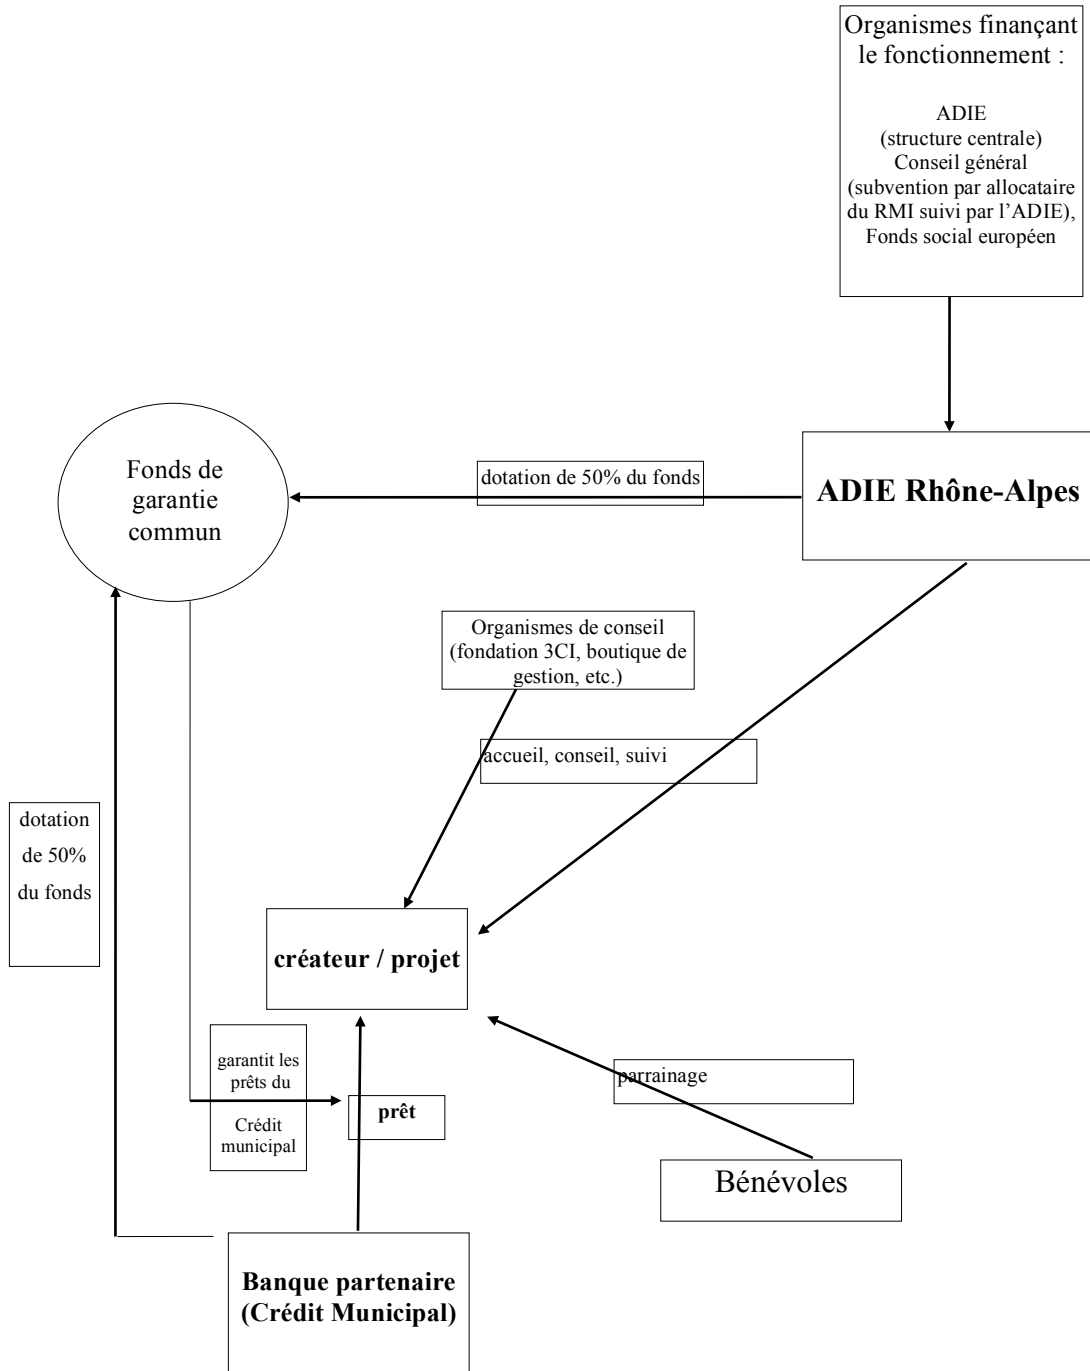 Organismes finançant
le fonctionnement :
ADIE
(structure centrale)
Conseil général
(subvention par allocataire
du RMI suivi par l’ADIE),
Fonds social européen
Fonds de
garantie
commun
dotation de 50% du fonds
ADIE Rhône-Alpes
Organismes de conseil
(fondation 3CI, boutique de
gestion, etc.)
accueil, conseil, suivi
dotation
de 50%
du fonds
créateur / projet
garantit les
prêts du
Crédit
municipal
prêt
parrainage
Bénévoles
Banque partenaire
(Crédit Municipal)